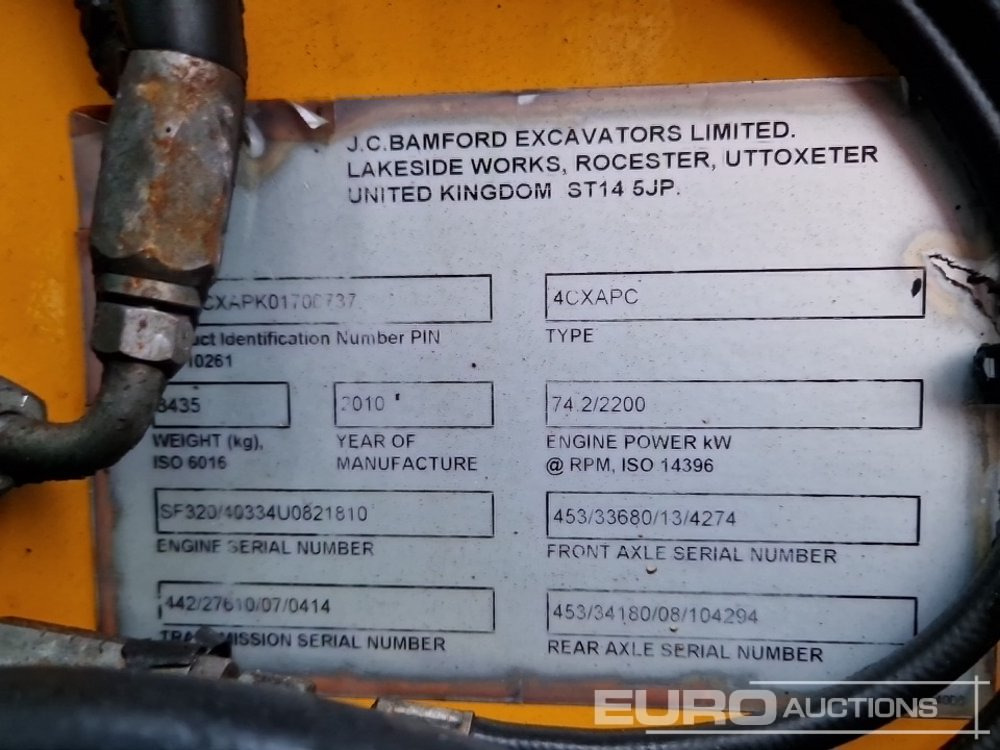 J.C.BAMFORD EXCAVATORS LIMITED.
LAKESIDE WORKS, ROCESTER, UTTOXETER
UNITED KINGDOM ST14 5JP.
4CXAPC
Identification Number PIN
TYPE
10261
8435
2010
74.2/2200
WEIGHT (kg),
ISO 6016
YEAR OF
MANUFACTURE
ENGINE POWER kW
@ RPM, ISO 14396
SF320/40334U0821810
453/33680/13/4274
ENGINE SERIAL NUMBER
FRONT AXLE SERIAL NUMBER
442/27610/07/0414
453/34180/08/104294
TRANSMISSION SERIAL NUMBER
REAR AXLE SERIAL NUMBER
EURO AUCTIONS